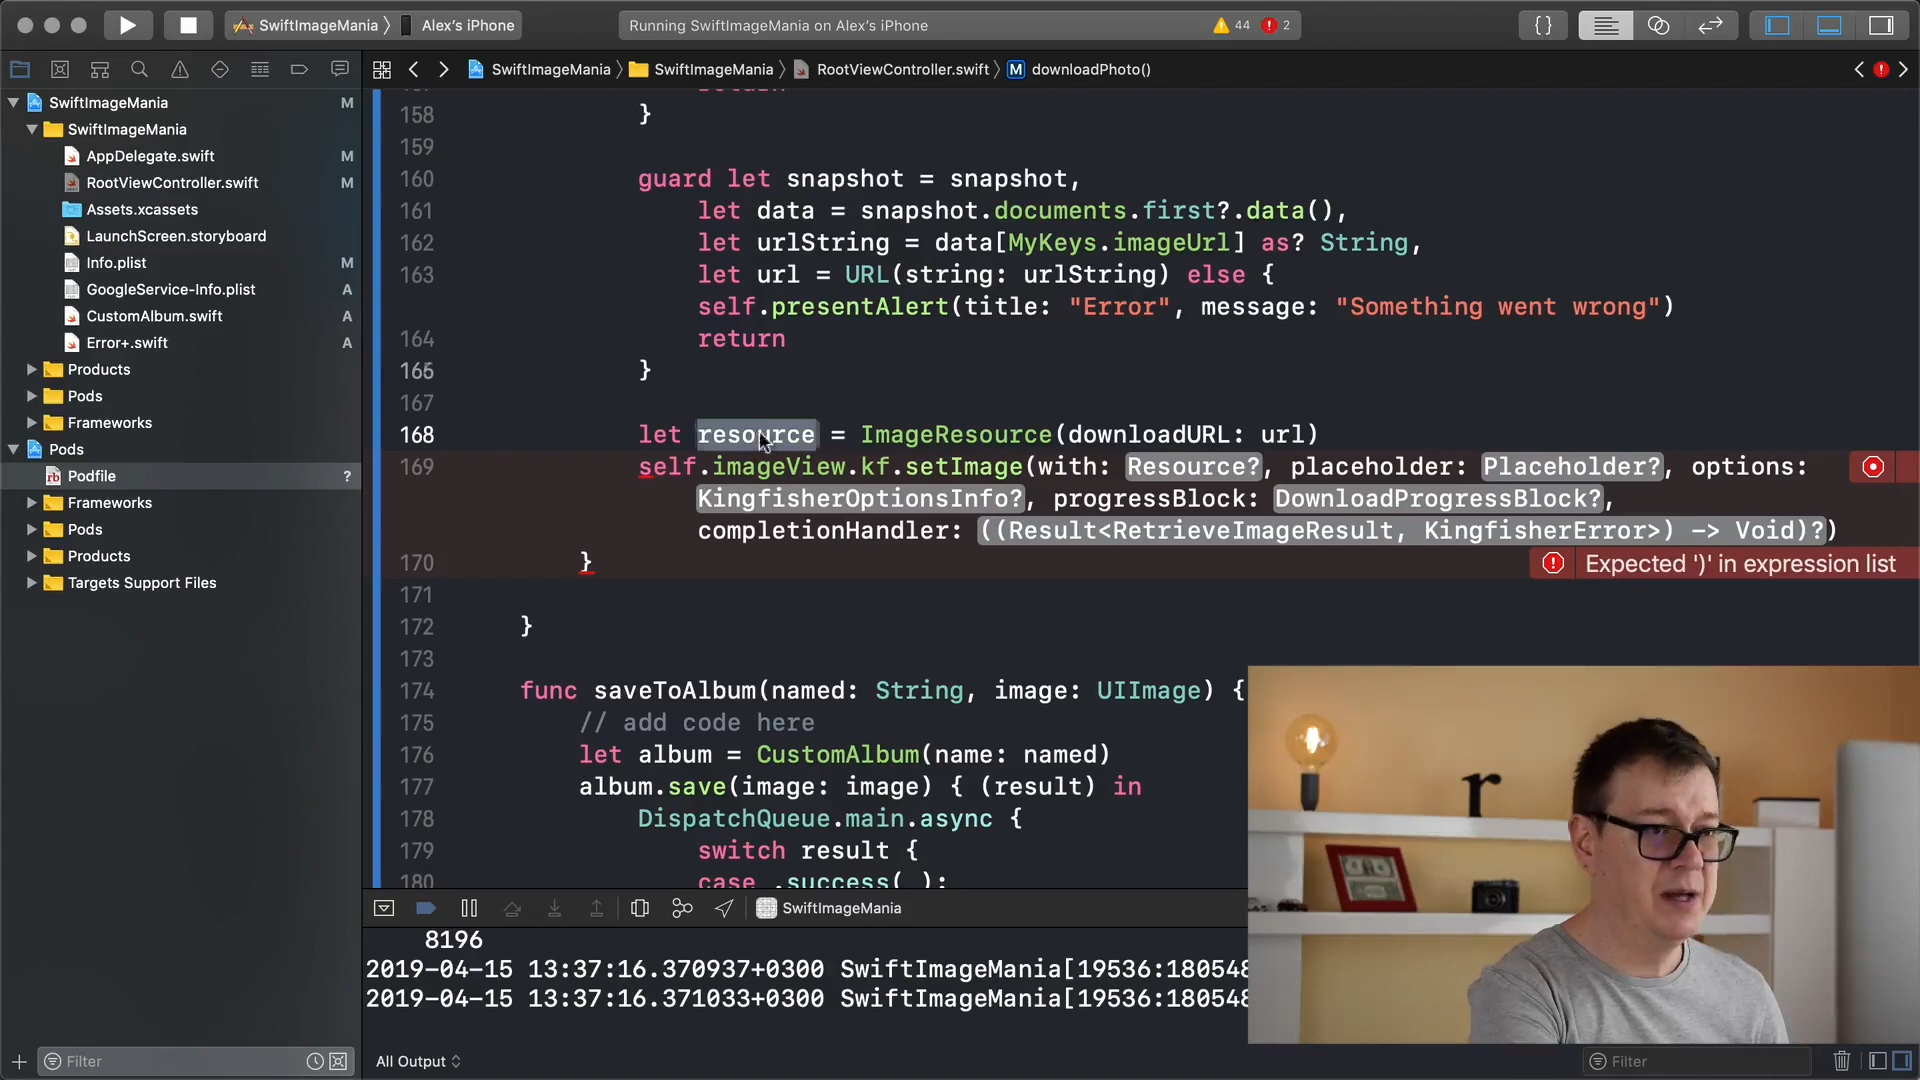 SwiftImageMania
Alex's iPhone
Running SwiftImageMania on Alex's iPhone
44
2
SwiftImageMania
SwiftImageMania
RootViewController.swift
M
downloadPhoto()
SwiftImageMania M
SwiftImageMania
AppDelegate.swift M
RootViewController.swift M
Assets.xcassets
LaunchScreen.storyboard
Info.plist M
GoogleService-Info.plist A
CustomAlbum.swift A
Error+.swift A
Products
Pods
Frameworks
Pods
rb Podfile ?
Frameworks
Pods
Products
Targets Support Files
Filter
158 }
159
160 guard let snapshot = snapshot,
161 let data = snapshot.documents.first?.data(),
162 let urlString = data[MyKeys.imageUrl] as? String,
163 let url = URL(string: urlString) else {
self.presentAlert(title: "Error", message: "Something went wrong")
164 return
165 }
167
168 let resource = ImageResource(downloadURL: url)
169 self.imageView.kf.setImage(with: Resource?, placeholder: Placeholder?, options:
KingfisherOptionsInfo?, progressBlock: DownloadProgressBlock?,
completionHandler: ((Result<RetrieveImageResult, KingfisherError>) -> Void)?)
170 } Expected ')' in expression list
171
172 }
173
174 func saveToAlbum(named: String, image: UIImage) {
175 // add code here
176 let album = CustomAlbum(name: named)
177 album.save(image: image) { (result) in
178 DispatchQueue.main.async {
179 switch result {
180 case .success(_):
SwiftImageMania
8196
2019-04-15 13:37:16.370937+0300 SwiftImageMania[19536:180548
2019-04-15 13:37:16.371033+0300 SwiftImageMania[19536:180548
All Output
Filter
r